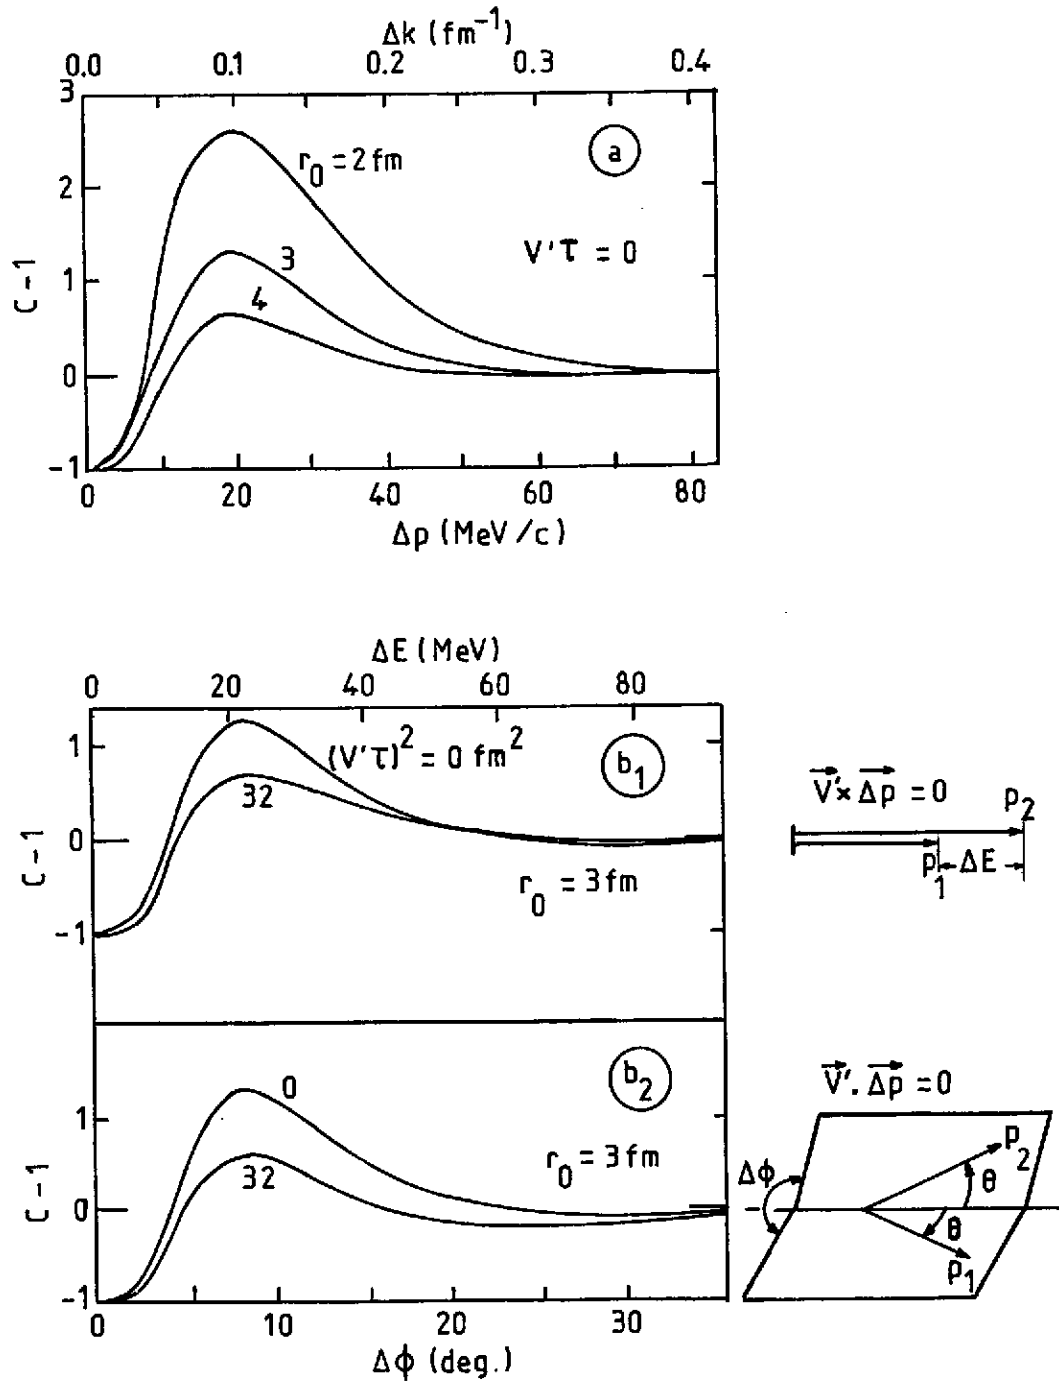 Δk (fm⁻¹)
0.0 0.1 0.2 0.3 0.4
3
2
1
0
-1
C-1
r₀ = 2 fm
3
4
a
V'τ = 0
0 20 40 60 80
Δp (MeV/c)
ΔE (MeV)
0 20 40 60 80
1
0
-1
C-1
(V'τ)² = 0 fm²
32
b₁
r₀ = 3 fm
V⃗' × Δp⃗ = 0
p₂
p₁
ΔE
1
0
-1
C-1
0
32
b₂
r₀ = 3 fm
V⃗' . Δp⃗ = 0
Δϕ
p₂
θ
θ
p₁
0 10 20 30
Δϕ (deg.)